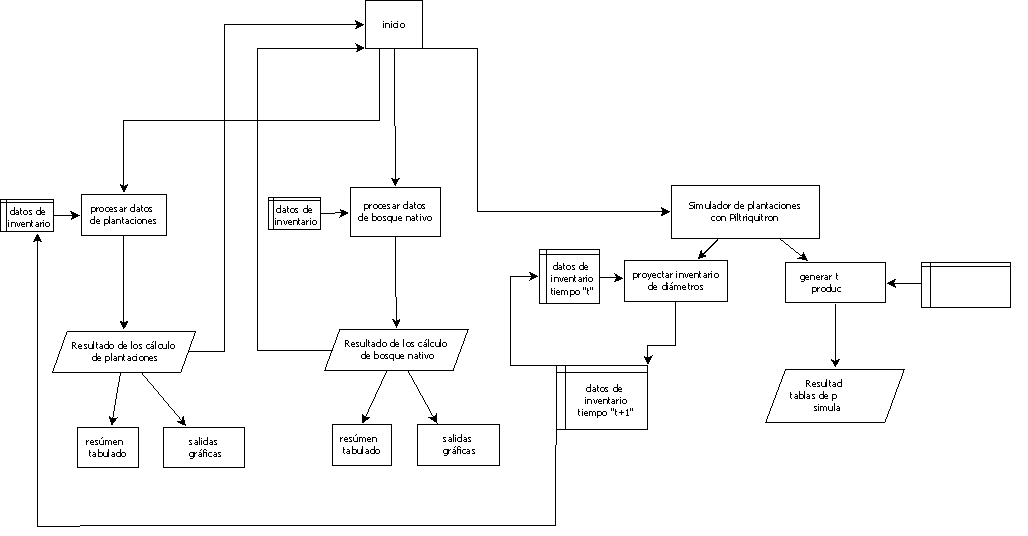 inicio
datos de
inventario
procesar datos
de plantaciones
datos de
inventario
procesar datos
de bosque nativo
Simulador de plantaciones
con Piltriquitron
datos de
inventario
tiempo "t"
proyectar inventario
de diámetros
generar t
produc
Resultado de los cálculo
de plantaciones
Resultado de los cálculo
de bosque nativo
datos de
inventario
tiempo "t+1"
Resultad
tablas de p
simula
resúmen
tabulado
salidas
gráficas
resúmen
tabulado
salidas
gráficas